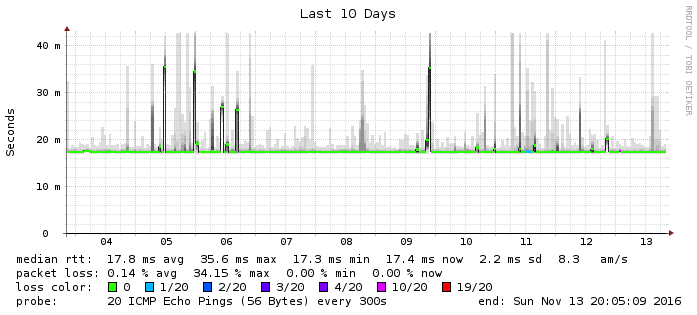 Last 10 Days
RRDTOOL / TOBI OETIKER
Seconds
40 m
30 m
20 m
10 m
0
04 05 06 07 08 09 10 11 12 13
median rtt: 17.8 ms avg 35.6 ms max 17.3 ms min 17.4 ms now 2.2 ms sd 8.3 am/s
packet loss: 0.14 % avg 34.15 % max 0.00 % min 0.00 % now
loss color: 0 1/20 2/20 3/20 4/20 10/20 19/20
probe: 20 ICMP Echo Pings (56 Bytes) every 300s end: Sun Nov 13 20:05:09 2016